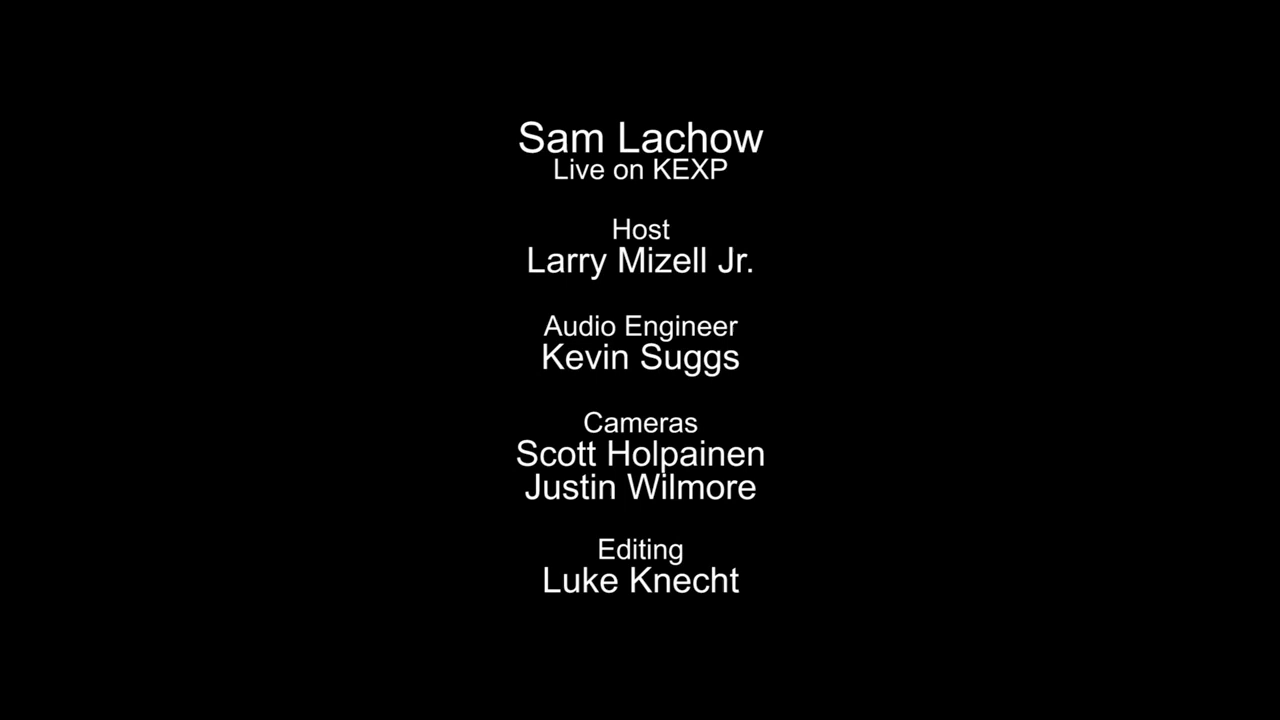 Sam Lachow
Live on KEXP
Host
Larry Mizell Jr.
Audio Engineer
Kevin Suggs
Cameras
Scott Holpainen
Justin Wilmore
Editing
Luke Knecht